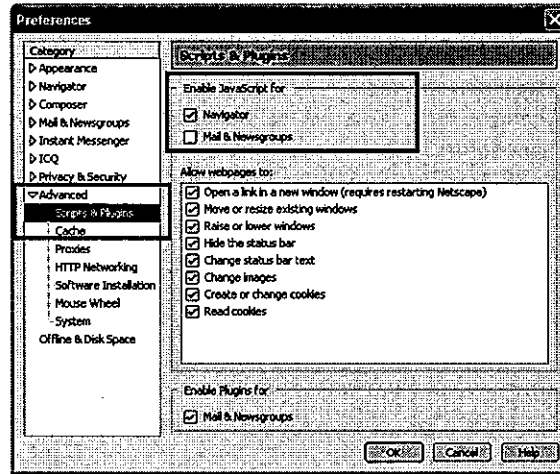 Preferences
Category
Appearance
Navigator
Composer
Mail & Newsgroups
Instant Messenger
ICQ
Privacy & Security
Advanced
Scripts & Plugins
Cache
Proxies
HTTP Networking
Software Installation
Mouse Wheel
System
Offline & Disk Space
Scripts & Plugins
Enable JavaScript for
Navigator
Mail & Newsgroups
Allow webpages to:
Open a link in a new window (requires restarting Netscape)
Move or resize existing windows
Raise or lower windows
Hide the status bar
Change status bar text
Change images
Create or change cookies
Read cookies
Enable Plugins for
Mail & Newsgroups
OK
Cancel
Help